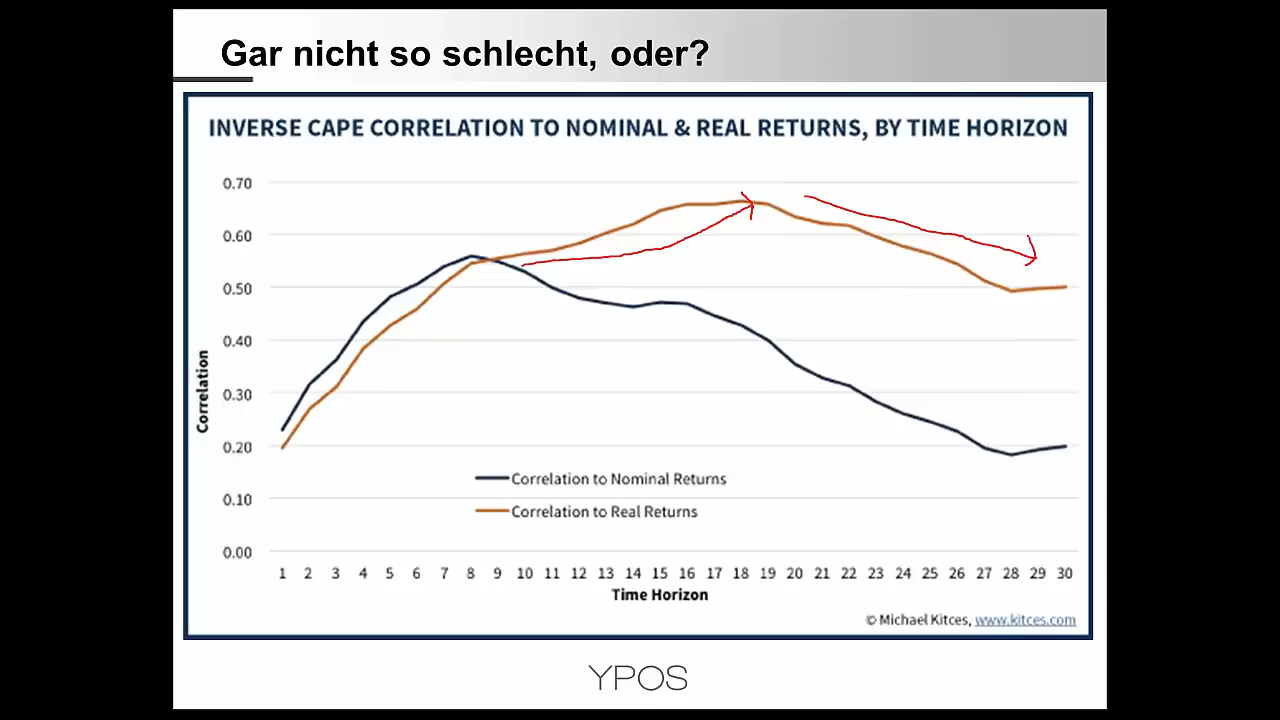 Gar nicht so schlecht, oder?
INVERSE CAPE CORRELATION TO NOMINAL & REAL RETURNS, BY TIME HORIZON
0.70
0.60
0.50
0.40
0.30
0.20
0.10
0.00
Correlation
Correlation to Nominal Returns
Correlation to Real Returns
1 2 3 4 5 6 7 8 9 10 11 12 13 14 15 16 17 18 19 20 21 22 23 24 25 26 27 28 29 30
Time Horizon
© Michael Kitces, www.kitces.com
YPOS